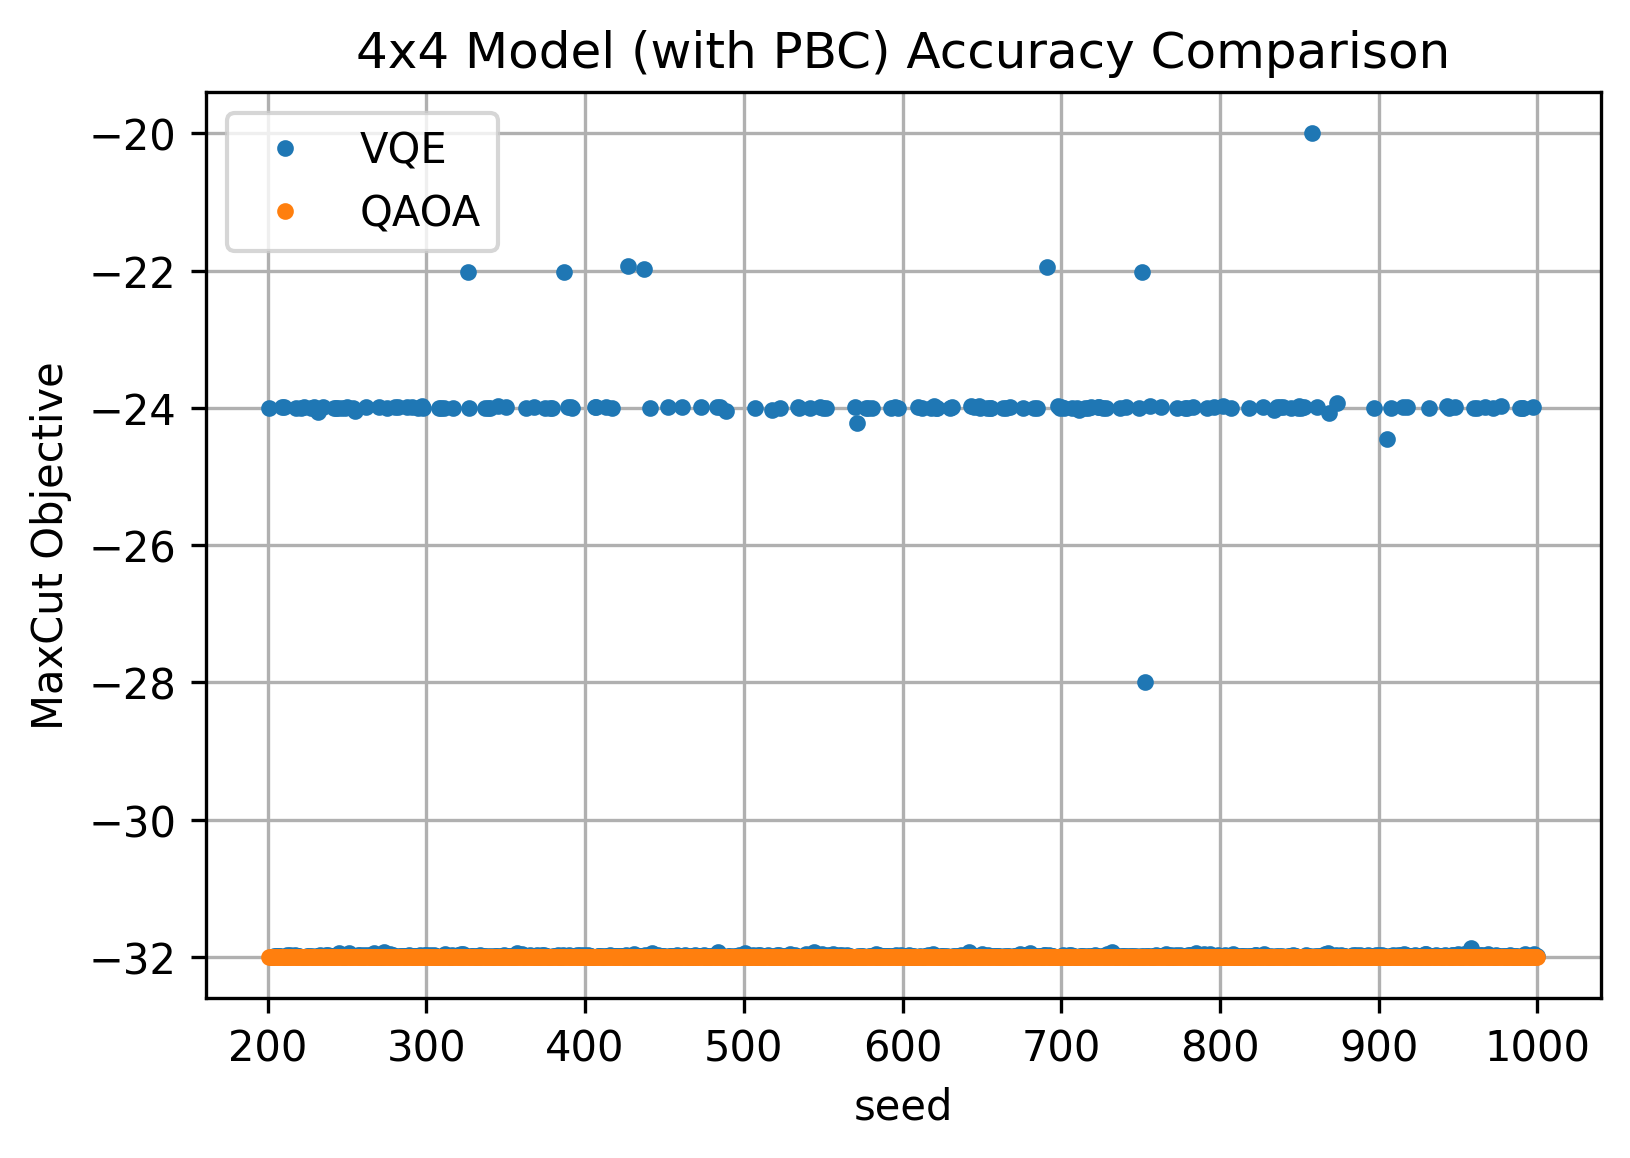 4x4 Model (with PBC) Accuracy Comparison
VQE
QAOA
MaxCut Objective
−20
−22
−24
−26
−28
−30
−32
200 300 400 500 600 700 800 900 1000
seed